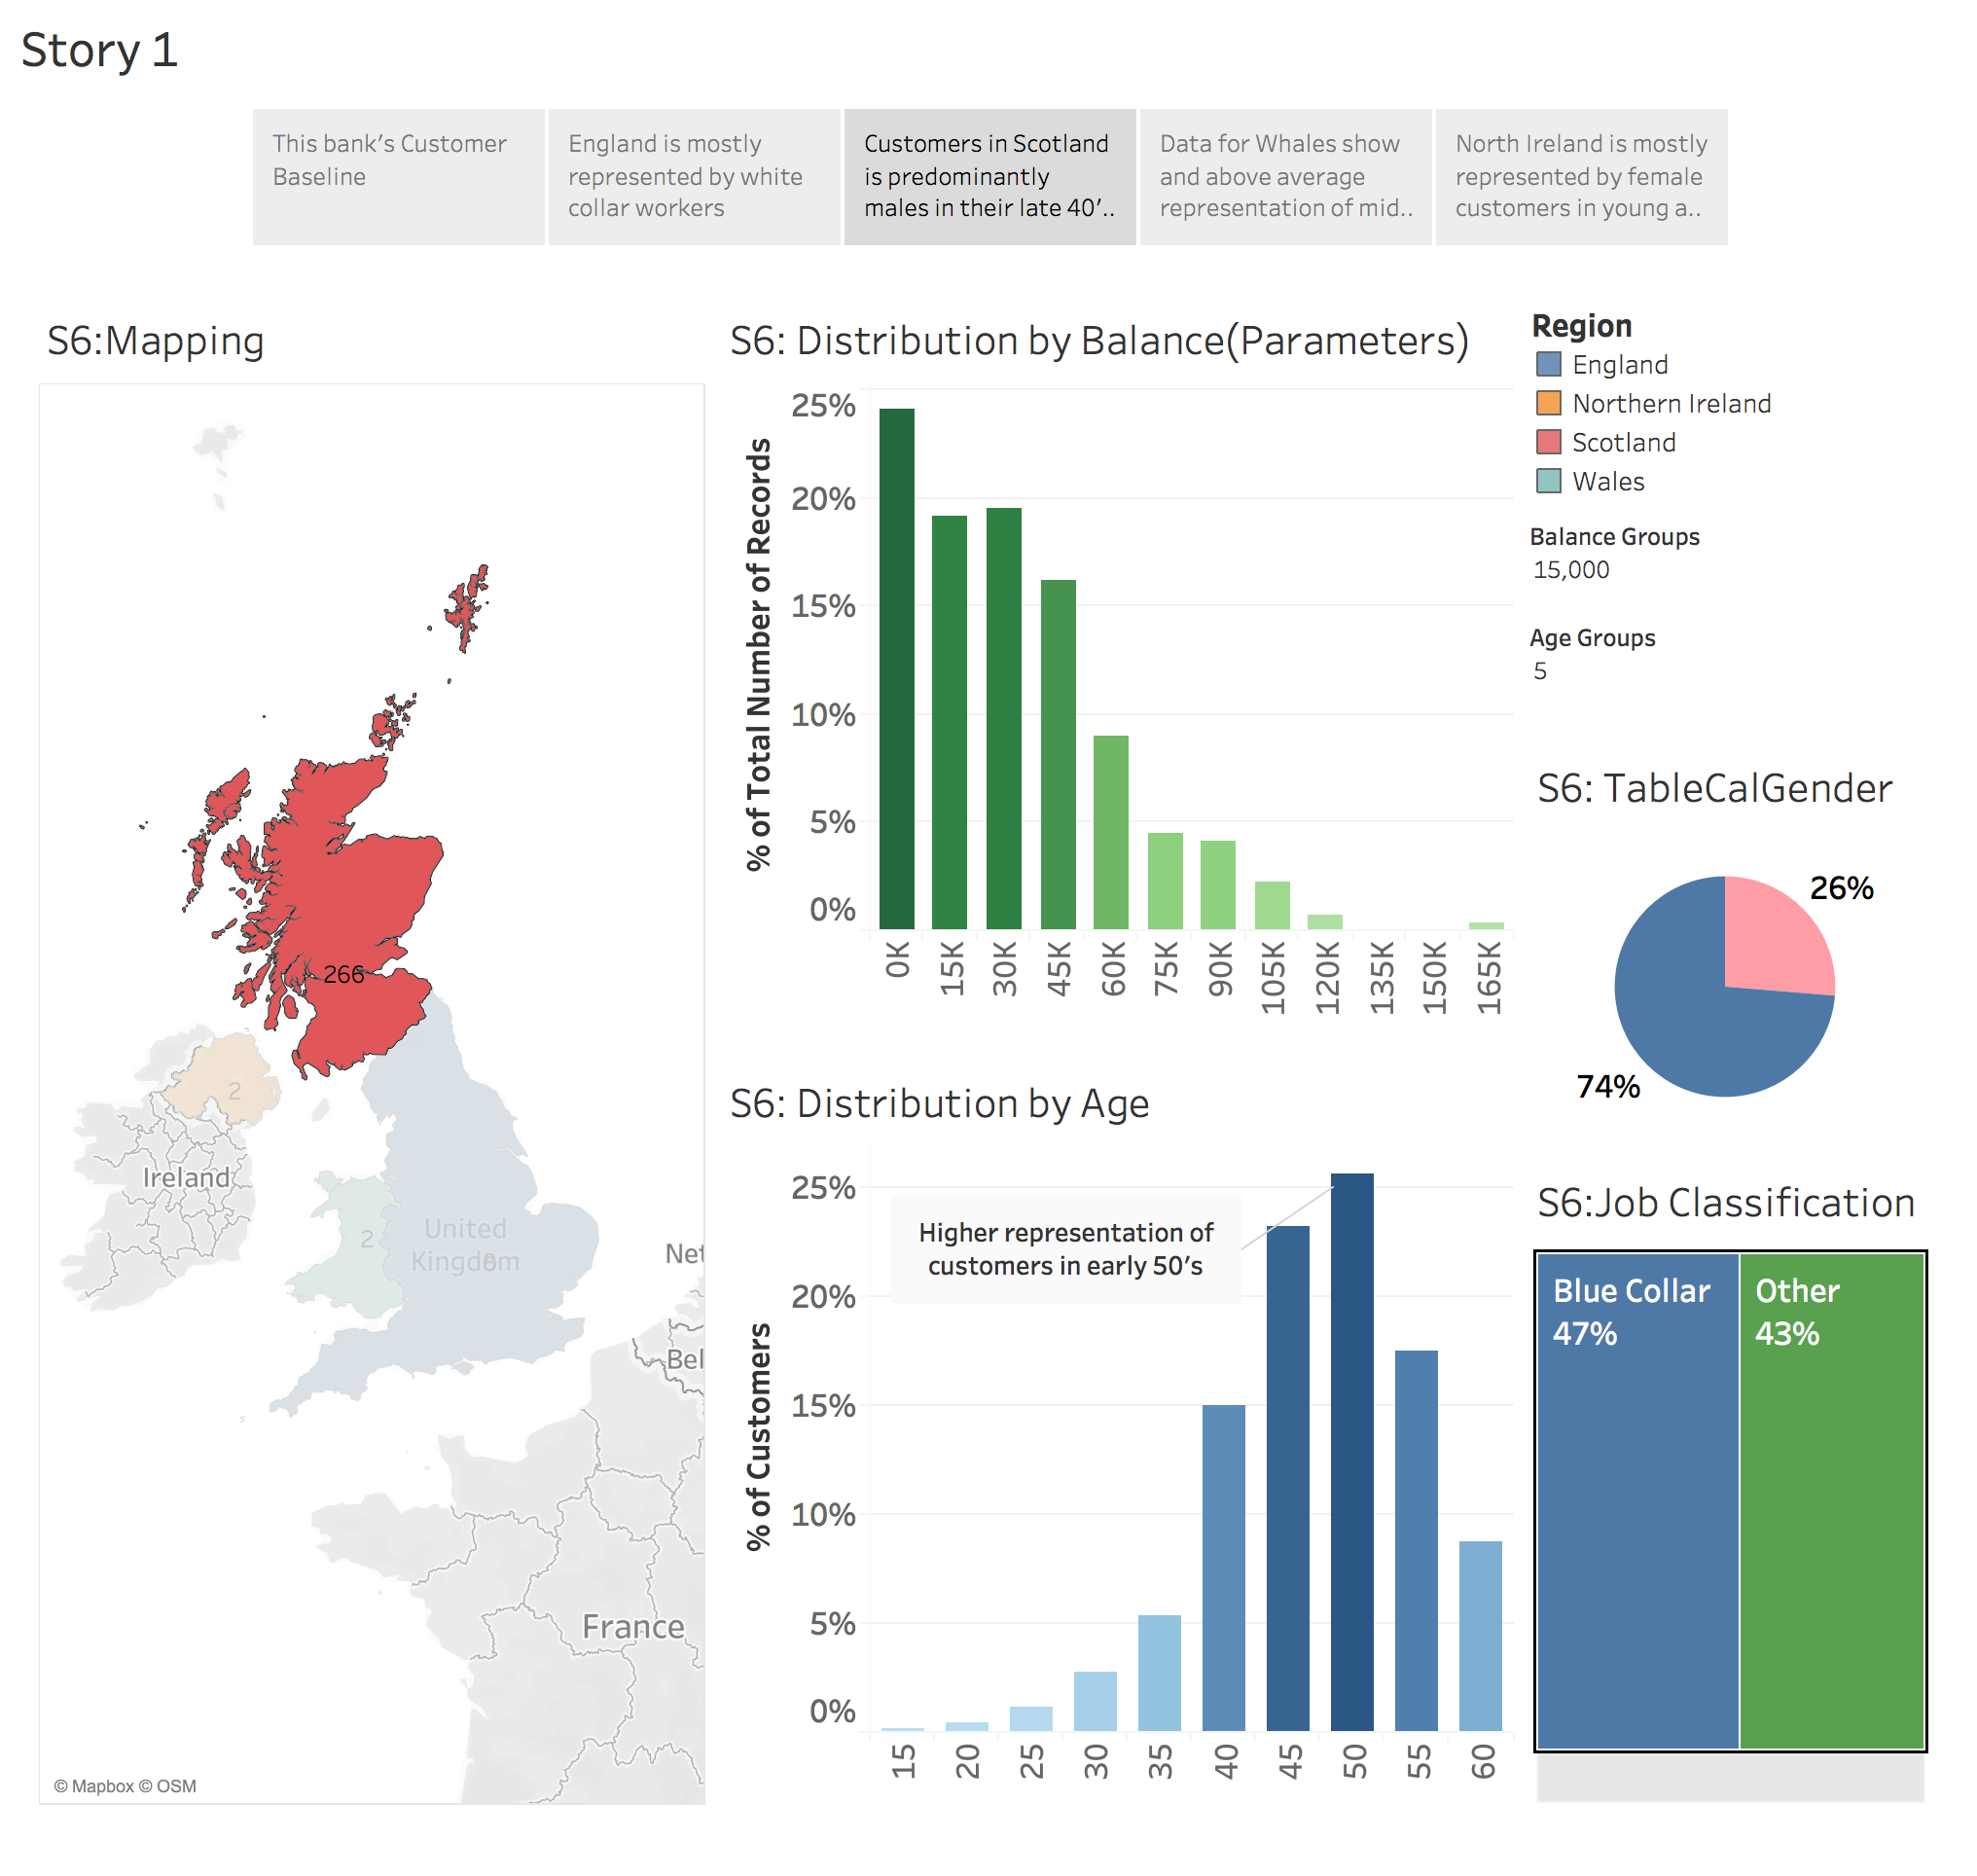 Story 1
This bank's Customer
Baseline
England is mostly
represented by white
collar workers
Customers in Scotland
is predominantly
males in their late 40'..
Data for Whales show
and above average
representation of mid..
North Ireland is mostly
represented by female
customers in young a..
S6:Mapping
266
2
Ireland
2
United
Kingdom
Net
Bel
France
© Mapbox © OSM
S6: Distribution by Balance(Parameters)
% of Total Number of Records
25%
20%
15%
10%
5%
0%
0K
15K
30K
45K
60K
75K
90K
105K
120K
135K
150K
165K
S6: Distribution by Age
% of Customers
25%
20%
15%
10%
5%
0%
Higher representation of
customers in early 50's
15
20
25
30
35
40
45
50
55
60
Region
England
Northern Ireland
Scotland
Wales
Balance Groups
15,000
Age Groups
5
S6: TableCalGender
26%
74%
S6:Job Classification
Blue Collar
47%
Other
43%